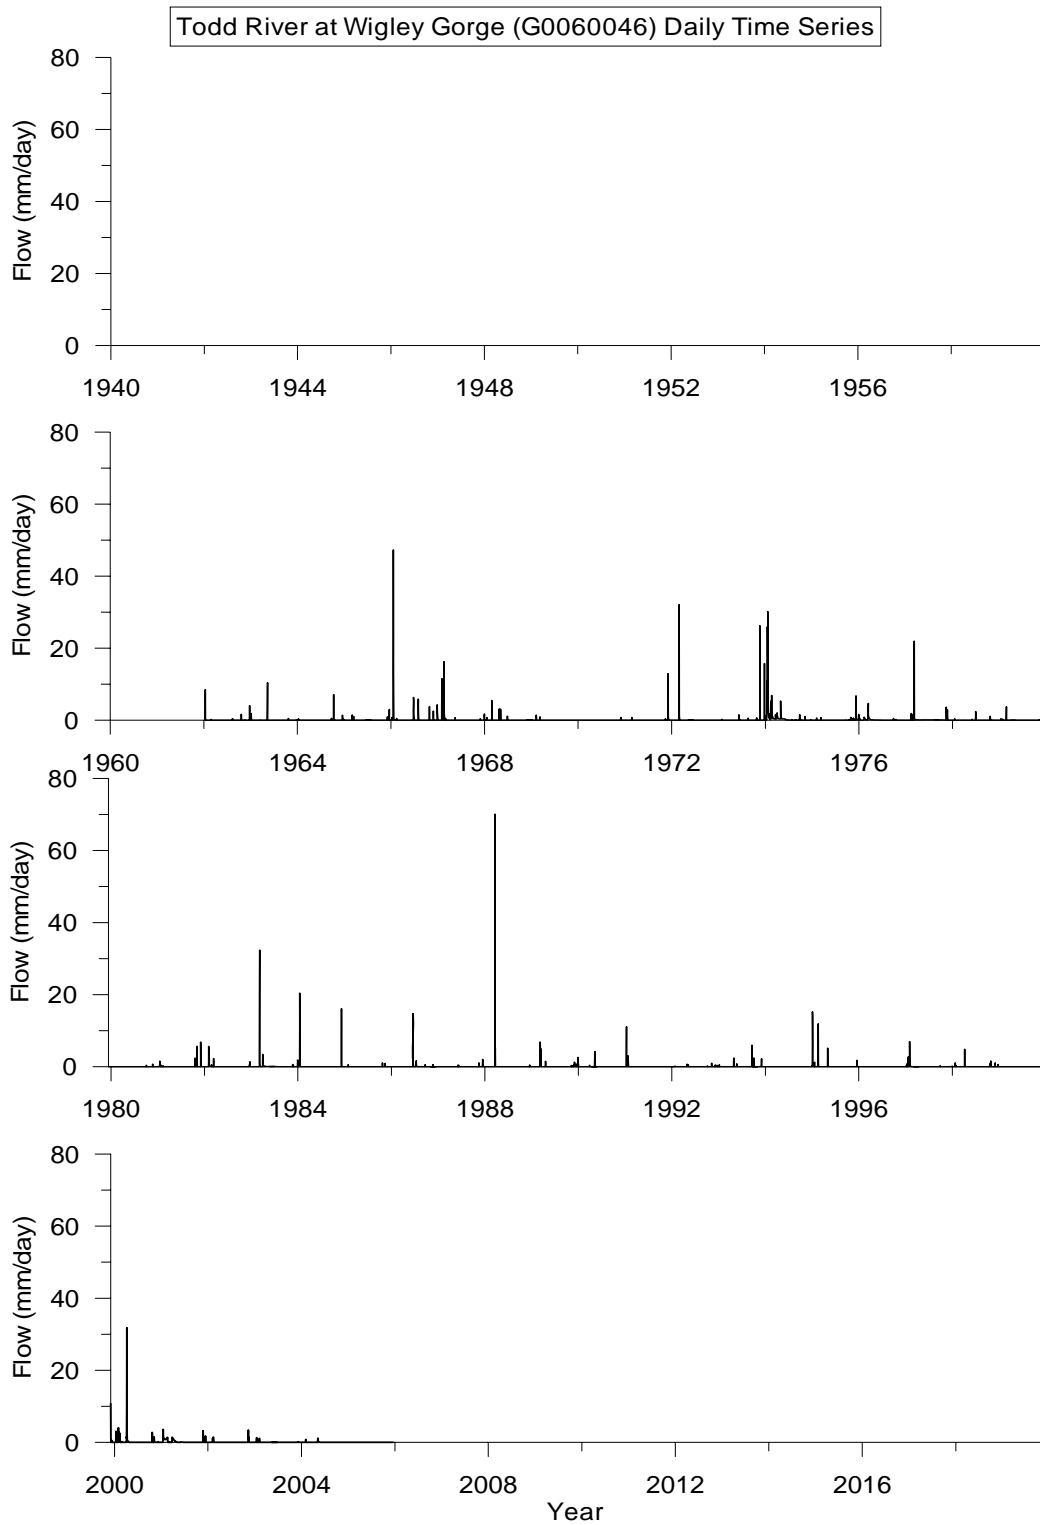 Todd River at Wigley Gorge (G0060046) Daily Time Series
80
60
40
20
0
Flow (mm/day)
1940 1944 1948 1952 1956
80
60
40
20
0
Flow (mm/day)
1960 1964 1968 1972 1976
80
60
40
20
0
Flow (mm/day)
1980 1984 1988 1992 1996
80
60
40
20
0
Flow (mm/day)
2000 2004 2008 2012 2016
Year